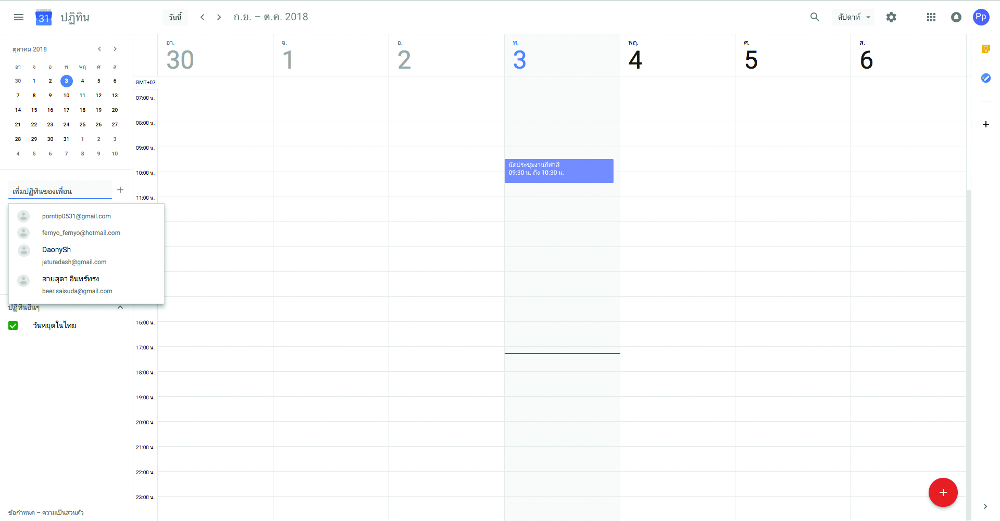 31 ปฏิทิน วันนี้ ก.ย. – ต.ค. 2018 สัปดาห์ Pp
ตุลาคม 2018
อา จ อ พ พฤ ศ ส
30 1 2 3 4 5 6
7 8 9 10 11 12 13
14 15 16 17 18 19 20
21 22 23 24 25 26 27
28 29 30 31 1 2 3
4 5 6 7 8 9 10
เพิ่มปฏิทินของเพื่อน
porntip0531@gmail.com
fernyo_fernyo@hotmail.com
DaonySh
jaturadash@gmail.com
สายสุดา อินทร์ทรง
beer.saisuda@gmail.com
ปฏิทินอื่นๆ
วันหยุดในไทย
ข้อกำหนด – ความเป็นส่วนตัว
อา. จ. อ. พ. พฤ. ศ. ส.
30 1 2 3 4 5 6
GMT+07
07:00 น.
08:00 น.
09:00 น.
นัดประชุมงานกีฬาสี
09:30 น. ถึง 10:30 น.
10:00 น.
11:00 น.
16:00 น.
17:00 น.
18:00 น.
19:00 น.
20:00 น.
21:00 น.
22:00 น.
23:00 น.